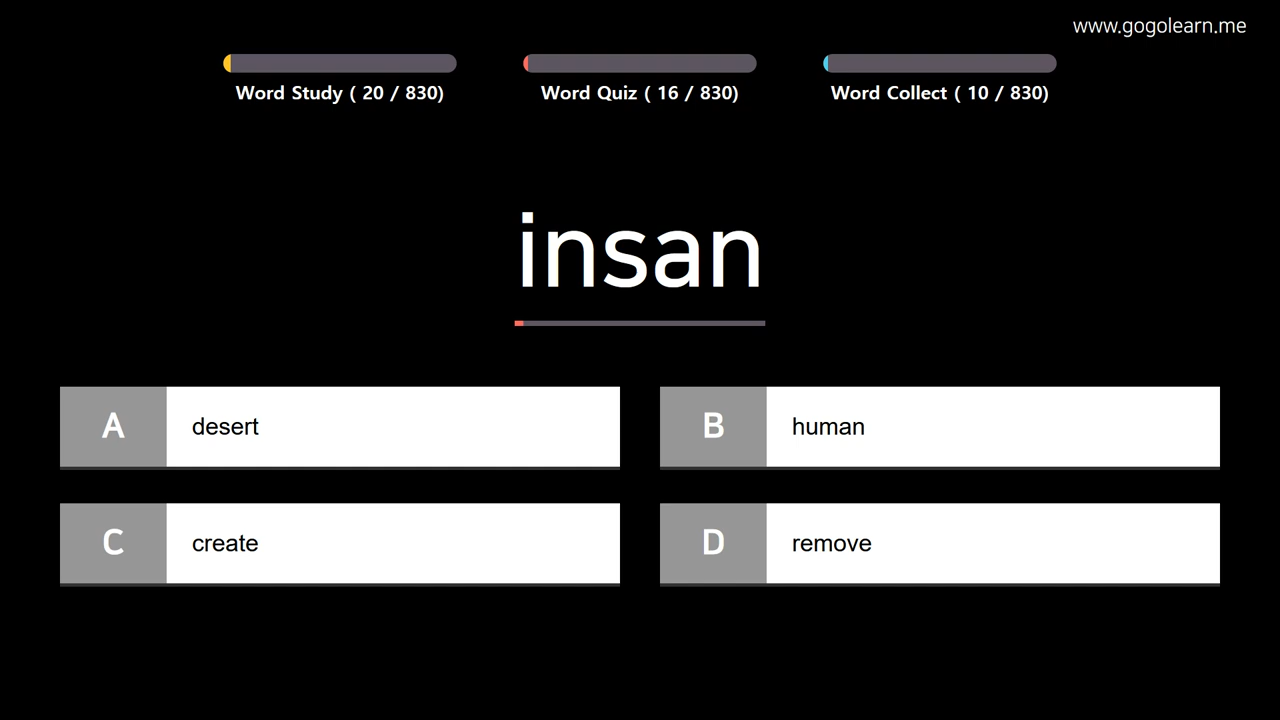 www.gogolearn.me
Word Study ( 20 / 830)
Word Quiz ( 16 / 830)
Word Collect ( 10 / 830)
insan
A desert
B human
C create
D remove